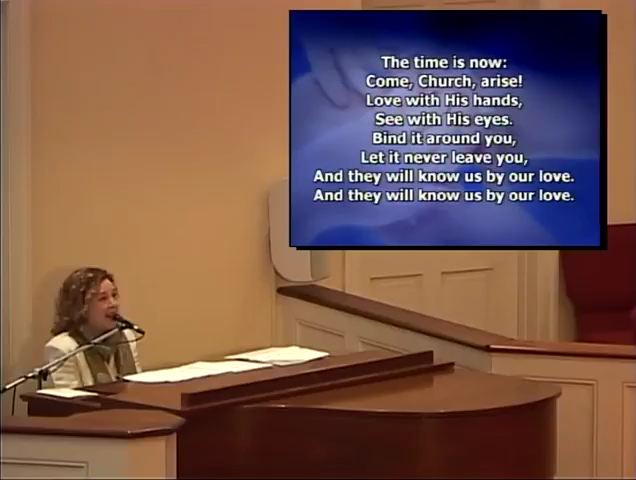 The time is now:
Come, Church, arise!
Love with His hands,
See with His eyes.
Bind it around you,
Let it never leave you,
And they will know us by our love.
And they will know us by our love.